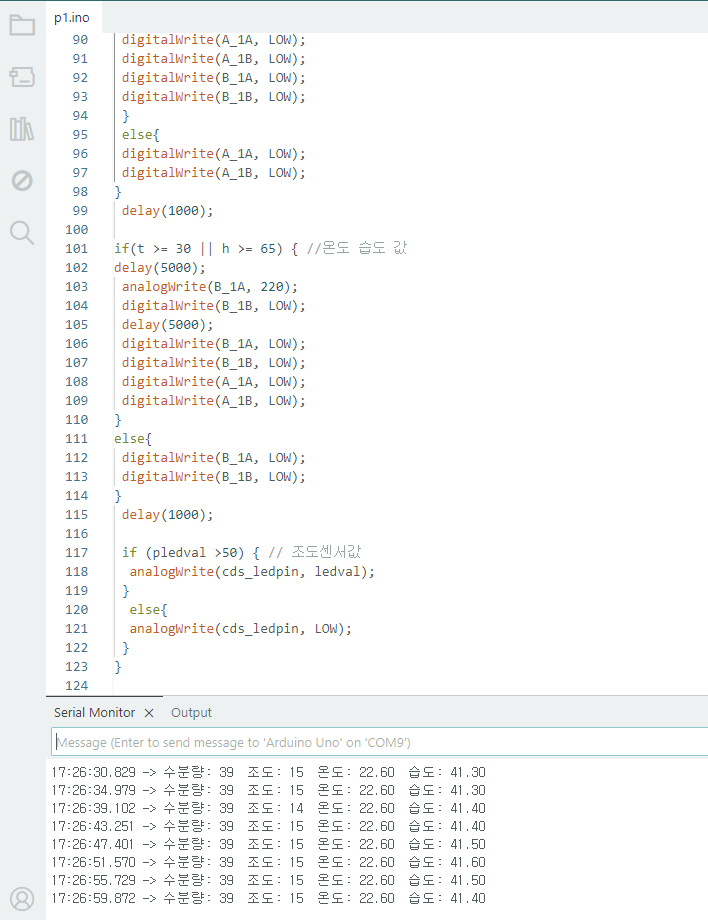 p1.ino
90 digitalWrite(A_1A, LOW);
91 digitalWrite(A_1B, LOW);
92 digitalWrite(B_1A, LOW);
93 digitalWrite(B_1B, LOW);
94 }
95 else{
96 digitalWrite(A_1A, LOW);
97 digitalWrite(A_1B, LOW);
98 }
99 delay(1000);
100
101 if(t >= 30 || h >= 65) { //온도 습도 값
102 delay(5000);
103 analogWrite(B_1A, 220);
104 digitalWrite(B_1B, LOW);
105 delay(5000);
106 digitalWrite(B_1A, LOW);
107 digitalWrite(B_1B, LOW);
108 digitalWrite(A_1A, LOW);
109 digitalWrite(A_1B, LOW);
110 }
111 else{
112 digitalWrite(B_1A, LOW);
113 digitalWrite(B_1B, LOW);
114 }
115 delay(1000);
116
117 if (pledval >50) { // 조도센서값
118 analogWrite(cds_ledpin, ledval);
119 }
120 else{
121 analogWrite(cds_ledpin, LOW);
122 }
123 }
124
Serial Monitor × Output
Message (Enter to send message to 'Arduino Uno' on 'COM9')
17:26:30.829 -> 수분량: 39 조도: 15 온도: 22.60 습도: 41.30
17:26:34.979 -> 수분량: 39 조도: 15 온도: 22.60 습도: 41.30
17:26:39.102 -> 수분량: 39 조도: 14 온도: 22.60 습도: 41.40
17:26:43.251 -> 수분량: 39 조도: 15 온도: 22.60 습도: 41.40
17:26:47.401 -> 수분량: 39 조도: 15 온도: 22.60 습도: 41.50
17:26:51.570 -> 수분량: 39 조도: 15 온도: 22.60 습도: 41.60
17:26:55.729 -> 수분량: 39 조도: 15 온도: 22.60 습도: 41.50
17:26:59.872 -> 수분량: 39 조도: 15 온도: 22.60 습도: 41.40